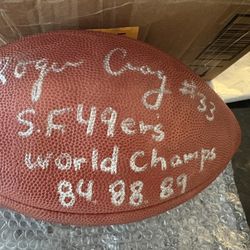 Roger Craig #33
S.F 49ers
World Champs
84 88 89